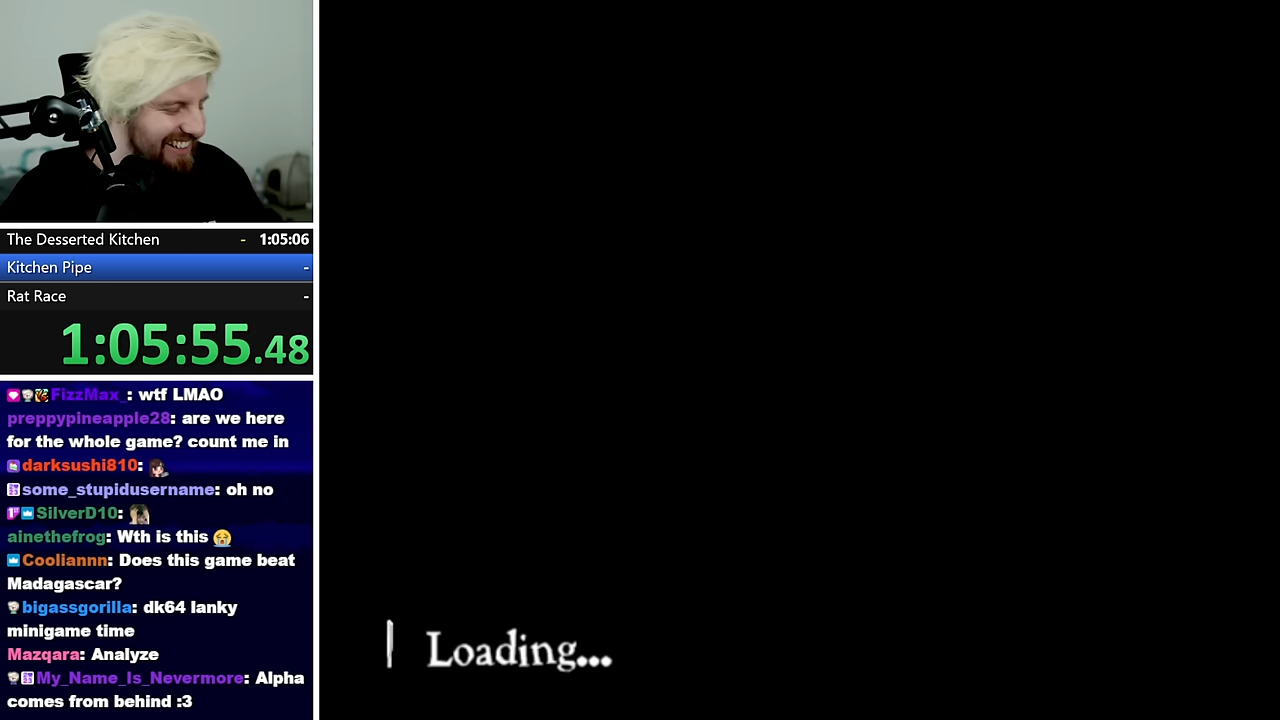 The Desserted Kitchen - 1:05:06
Kitchen Pipe -
Rat Race -
1:05:55.48
FizzMax_: wtf LMAO
preppypineapple28: are we here
for the whole game? count me in
darksushi810:
some_stupidusername: oh no
SilverD10:
ainethefrog: Wth is this 😭
Cooliannn: Does this game beat
Madagascar?
bigassgorilla: dk64 lanky
minigame time
Mazqara: Analyze
My_Name_Is_Nevermore: Alpha
comes from behind :3
Loading...